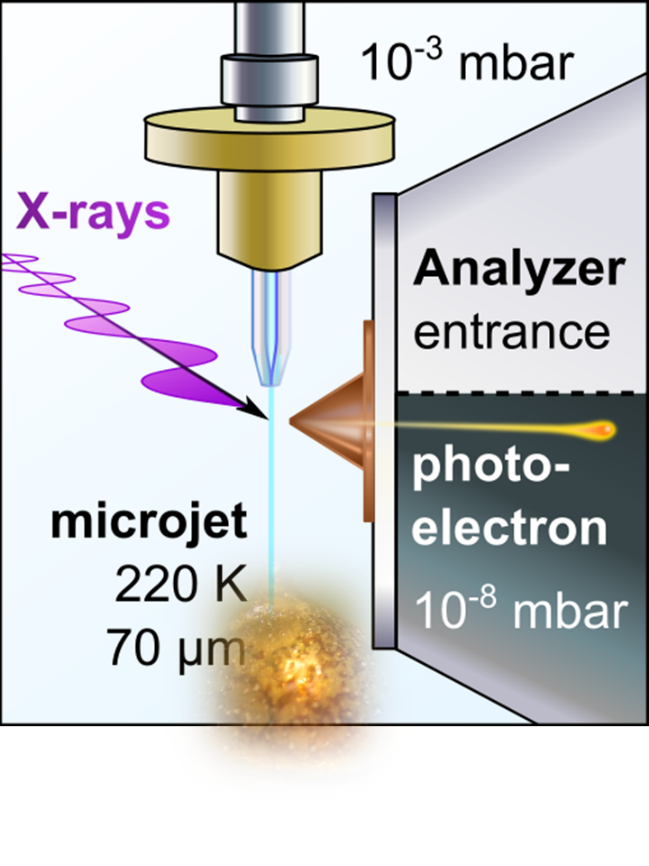 10⁻³ mbar
X-rays
Analyzer
entrance
photo-
electron
10⁻⁸ mbar
microjet
220 K
70 µm